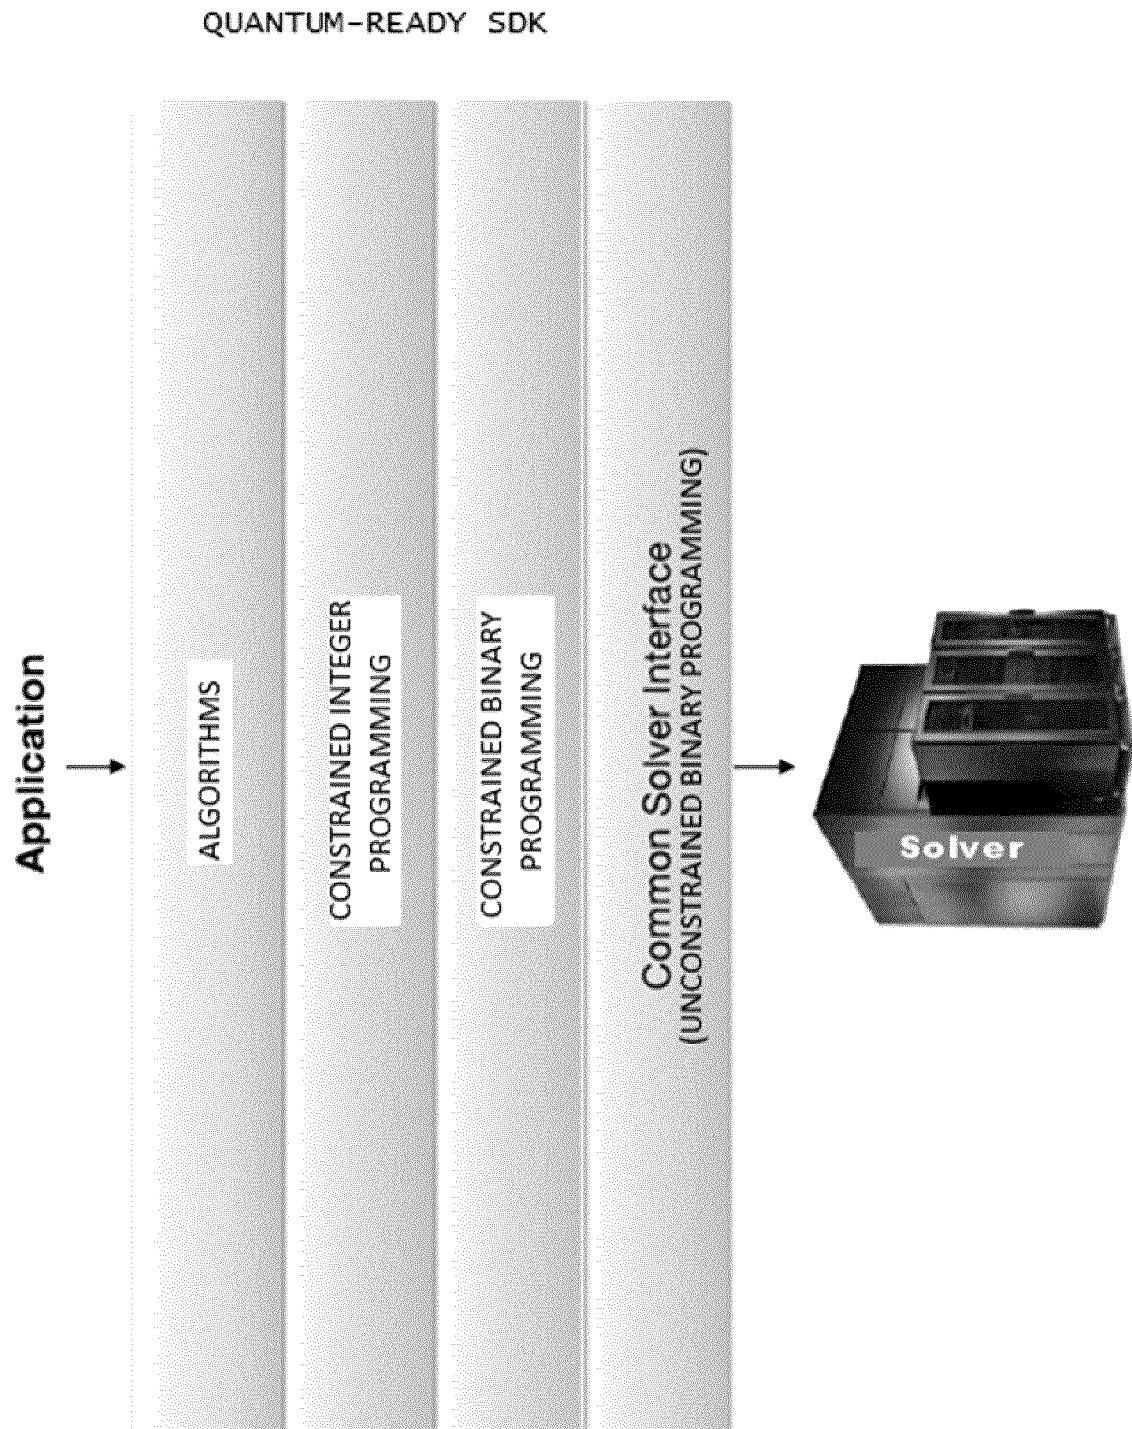 QUANTUM-READY SDK
Application
ALGORITHMS
CONSTRAINED INTEGER
PROGRAMMING
CONSTRAINED BINARY
PROGRAMMING
Common Solver Interface
(UNCONSTRAINED BINARY PROGRAMMING)
Solver